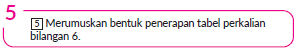 5
5 Merumuskan bentuk penerapan tabel perkalian
bilangan 6.